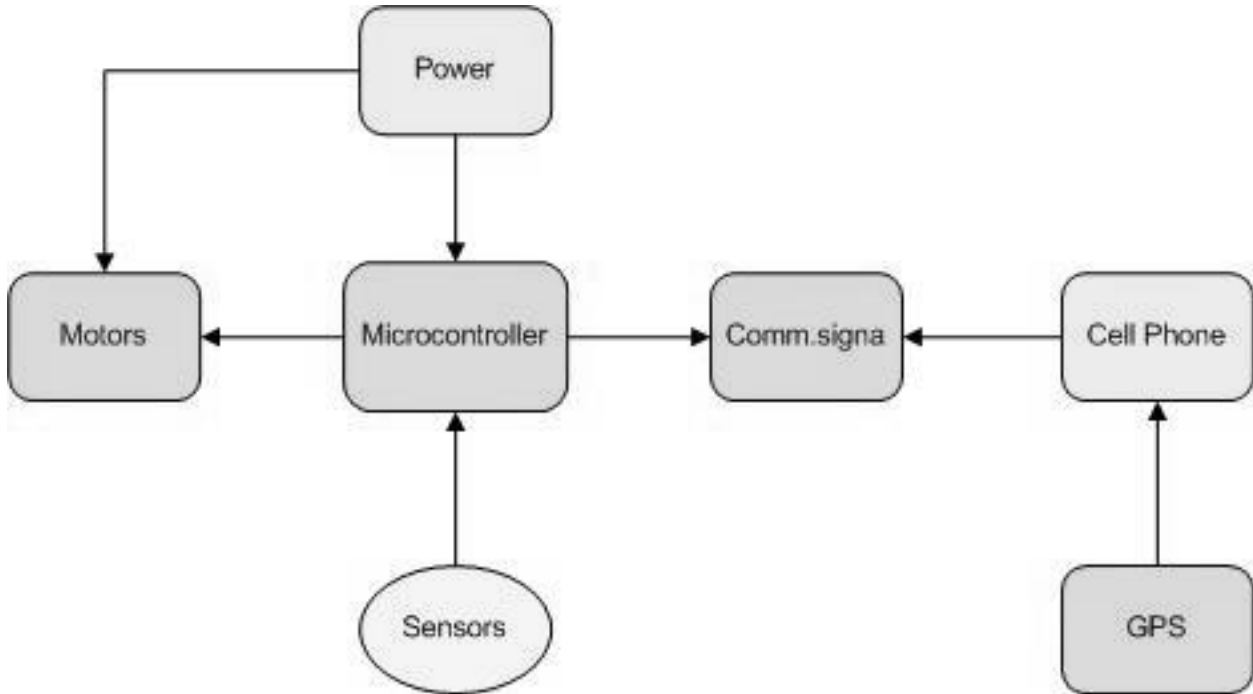 Power
Motors
Microcontroller
Comm.signa
Cell Phone
Sensors
GPS